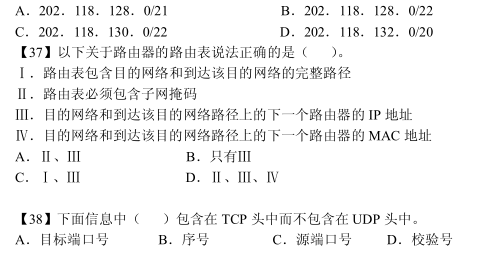 A．202．118．128．0/21 B．202．118．128．0/22
C．202．118．130．0/22 D．202．118．132．0/20
【37】以下关于路由器的路由表说法正确的是（ ）。
Ⅰ．路由表包含目的网络和到达该目的网络的完整路径
Ⅱ．路由表必须包含子网掩码
Ⅲ．目的网络和到达该目的网络路径上的下一个路由器的 IP 地址
Ⅳ．目的网络和到达该目的网络路径上的下一个路由器的 MAC 地址
A．Ⅱ、Ⅲ B．只有Ⅲ
C．Ⅰ、Ⅲ D．Ⅱ、Ⅲ、Ⅳ
【38】下面信息中（ ）包含在 TCP 头中而不包含在 UDP 头中。
A．目标端口号 B．序号 C．源端口号 D．校验号